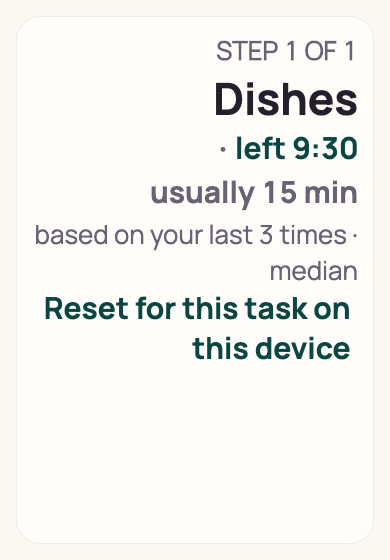 STEP 1 OF 1
Dishes
· left 9:30
usually 15 min
based on your last 3 times ·
median
Reset for this task on
this device